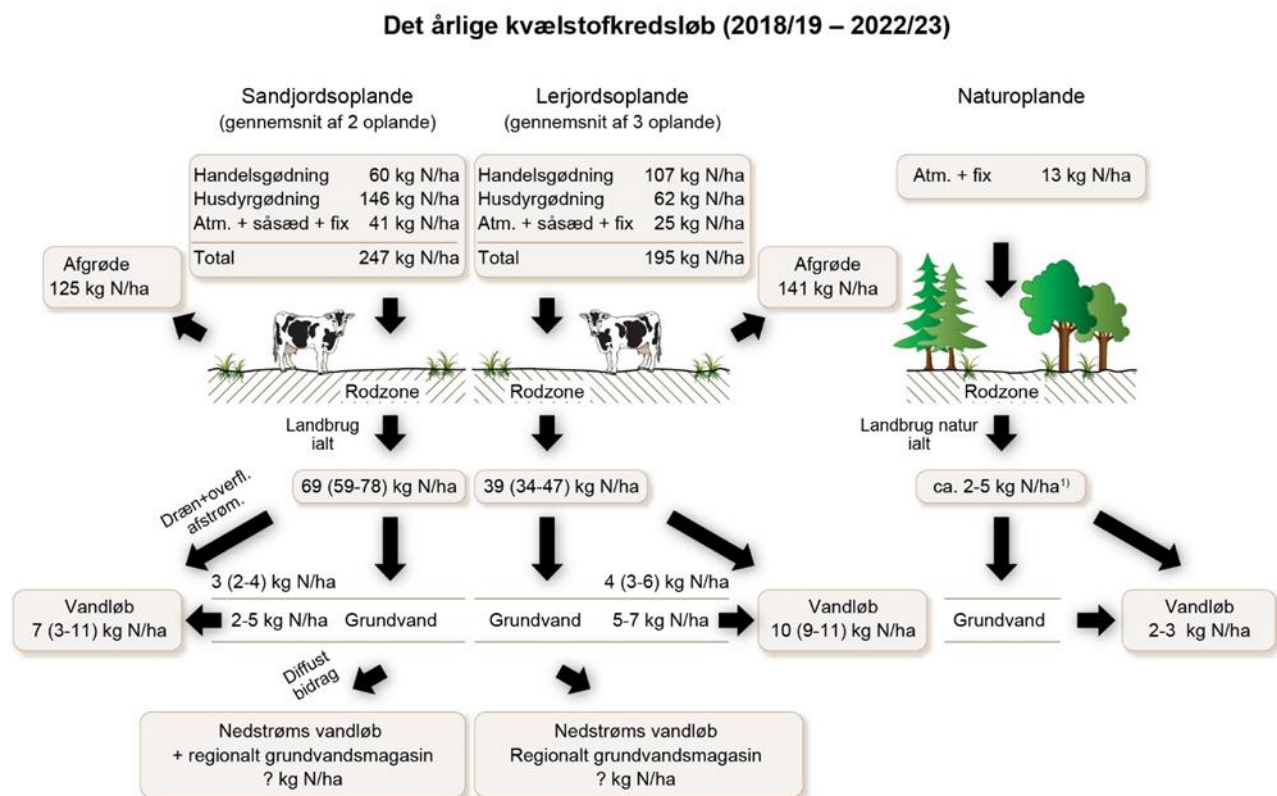 Det årlige kvælstofkredsløb (2018/19 – 2022/23)
Sandjordsoplande
(gennemsnit af 2 oplande)
Handelsgødning 60 kg N/ha
Husdyrgødning 146 kg N/ha
Atm. + såsæd + fix 41 kg N/ha
Total 247 kg N/ha
Afgrøde
125 kg N/ha
Lerjordsoplande
(gennemsnit af 3 oplande)
Handelsgødning 107 kg N/ha
Husdyrgødning 62 kg N/ha
Atm. + såsæd + fix 25 kg N/ha
Total 195 kg N/ha
Afgrøde
141 kg N/ha
Naturoplande
Atm. + fix 13 kg N/ha
Rodzone
Rodzone
Rodzone
Landbrug
ialt
Landbrug natur
ialt
69 (59-78) kg N/ha
39 (34-47) kg N/ha
ca. 2-5 kg N/ha¹⁾
Dræn+overfl.
afstrøm.
3 (2-4) kg N/ha
4 (3-6) kg N/ha
Vandløb
7 (3-11) kg N/ha
2-5 kg N/ha
Grundvand
Grundvand
5-7 kg N/ha
Vandløb
10 (9-11) kg N/ha
Grundvand
Vandløb
2-3 kg N/ha
Diffust
bidrag
Nedstrøms vandløb
+ regionalt grundvandsmagasin
? kg N/ha
Nedstrøms vandløb
Regionalt grundvandsmagasin
? kg N/ha